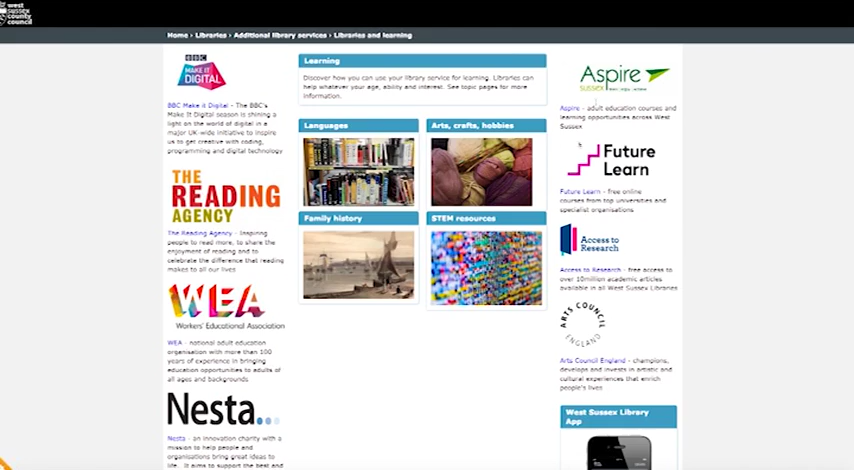 west
sussex
county
council
Home › Libraries › Additional library services › Libraries and learning
BBC
MAKE IT
DIGITAL
BBC Make it Digital - The BBC's
Make It Digital season is shining a
light on the world of digital in a
major UK-wide initiative to inspire
us to get creative with coding,
programming and digital technology
THE
READING
AGENCY
The Reading Agency - Inspiring
people to read more, to share the
enjoyment of reading and to
celebrate the difference that reading
makes to all our lives
WEA
Workers' Educational Association
WEA - national adult education
organisation with more than 100
years of experience in bringing
education opportunities to adults of
all ages and backgrounds
Nesta...
Nesta - an innovation charity with a
mission to help people and
organisations bring great ideas to
life. It aims to support the best and
Learning
Discover how you can use your library service for learning. Libraries can
help whatever your age, ability and interest. See topic pages for more
information.
Languages
Arts, crafts, hobbies
Family history
STEM resources
Aspire
SUSSEX
Aspire - adult education courses and
learning opportunities across West
Sussex
Future
Learn
Future Learn - free online
courses from top universities and
specialist organisations
Access to
Research
Access to Research - free access to
over 10million academic articles
available in all West Sussex Libraries
ARTS COUNCIL
ENGLAND
Arts Council England - champions,
develops and invests in artistic and
cultural experiences that enrich
people's lives
West Sussex Library
App